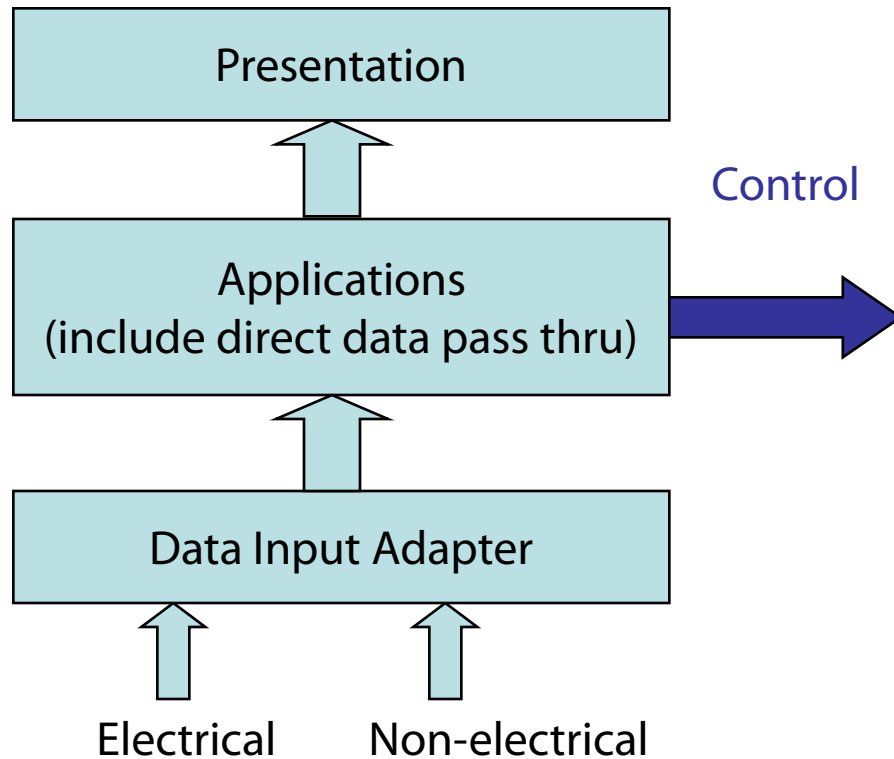 Presentation
Control
Applications
(include direct data pass thru)
Data Input Adapter
Electrical
Non-electrical